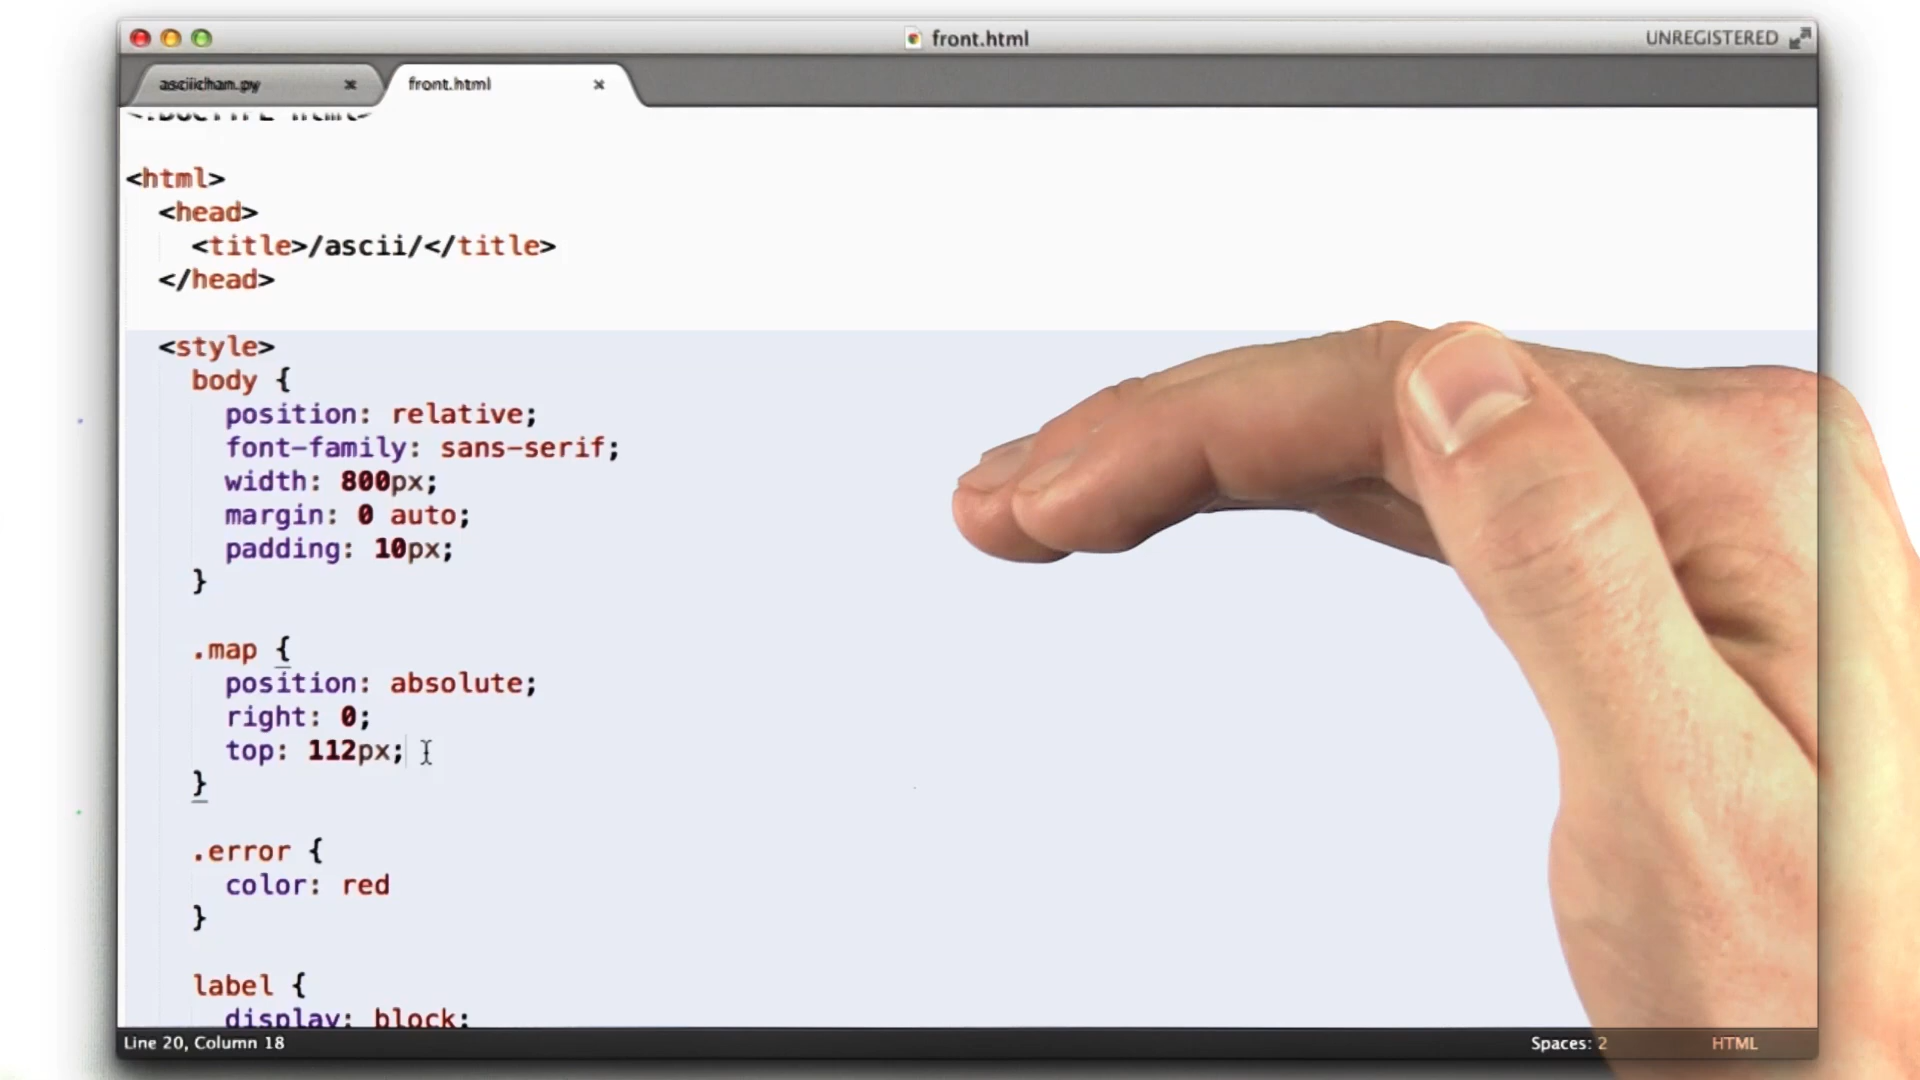 front.html
UNREGISTERED
asciichan.py
front.html
<!DOCTYPE html>
<html>
<head>
<title>/ascii/</title>
</head>
<style>
body {
position: relative;
font-family: sans-serif;
width: 800px;
margin: 0 auto;
padding: 10px;
}
.map {
position: absolute;
right: 0;
top: 112px;
}
.error {
color: red
}
label {
display: block;
Line 20, Column 18
Spaces: 2
HTML